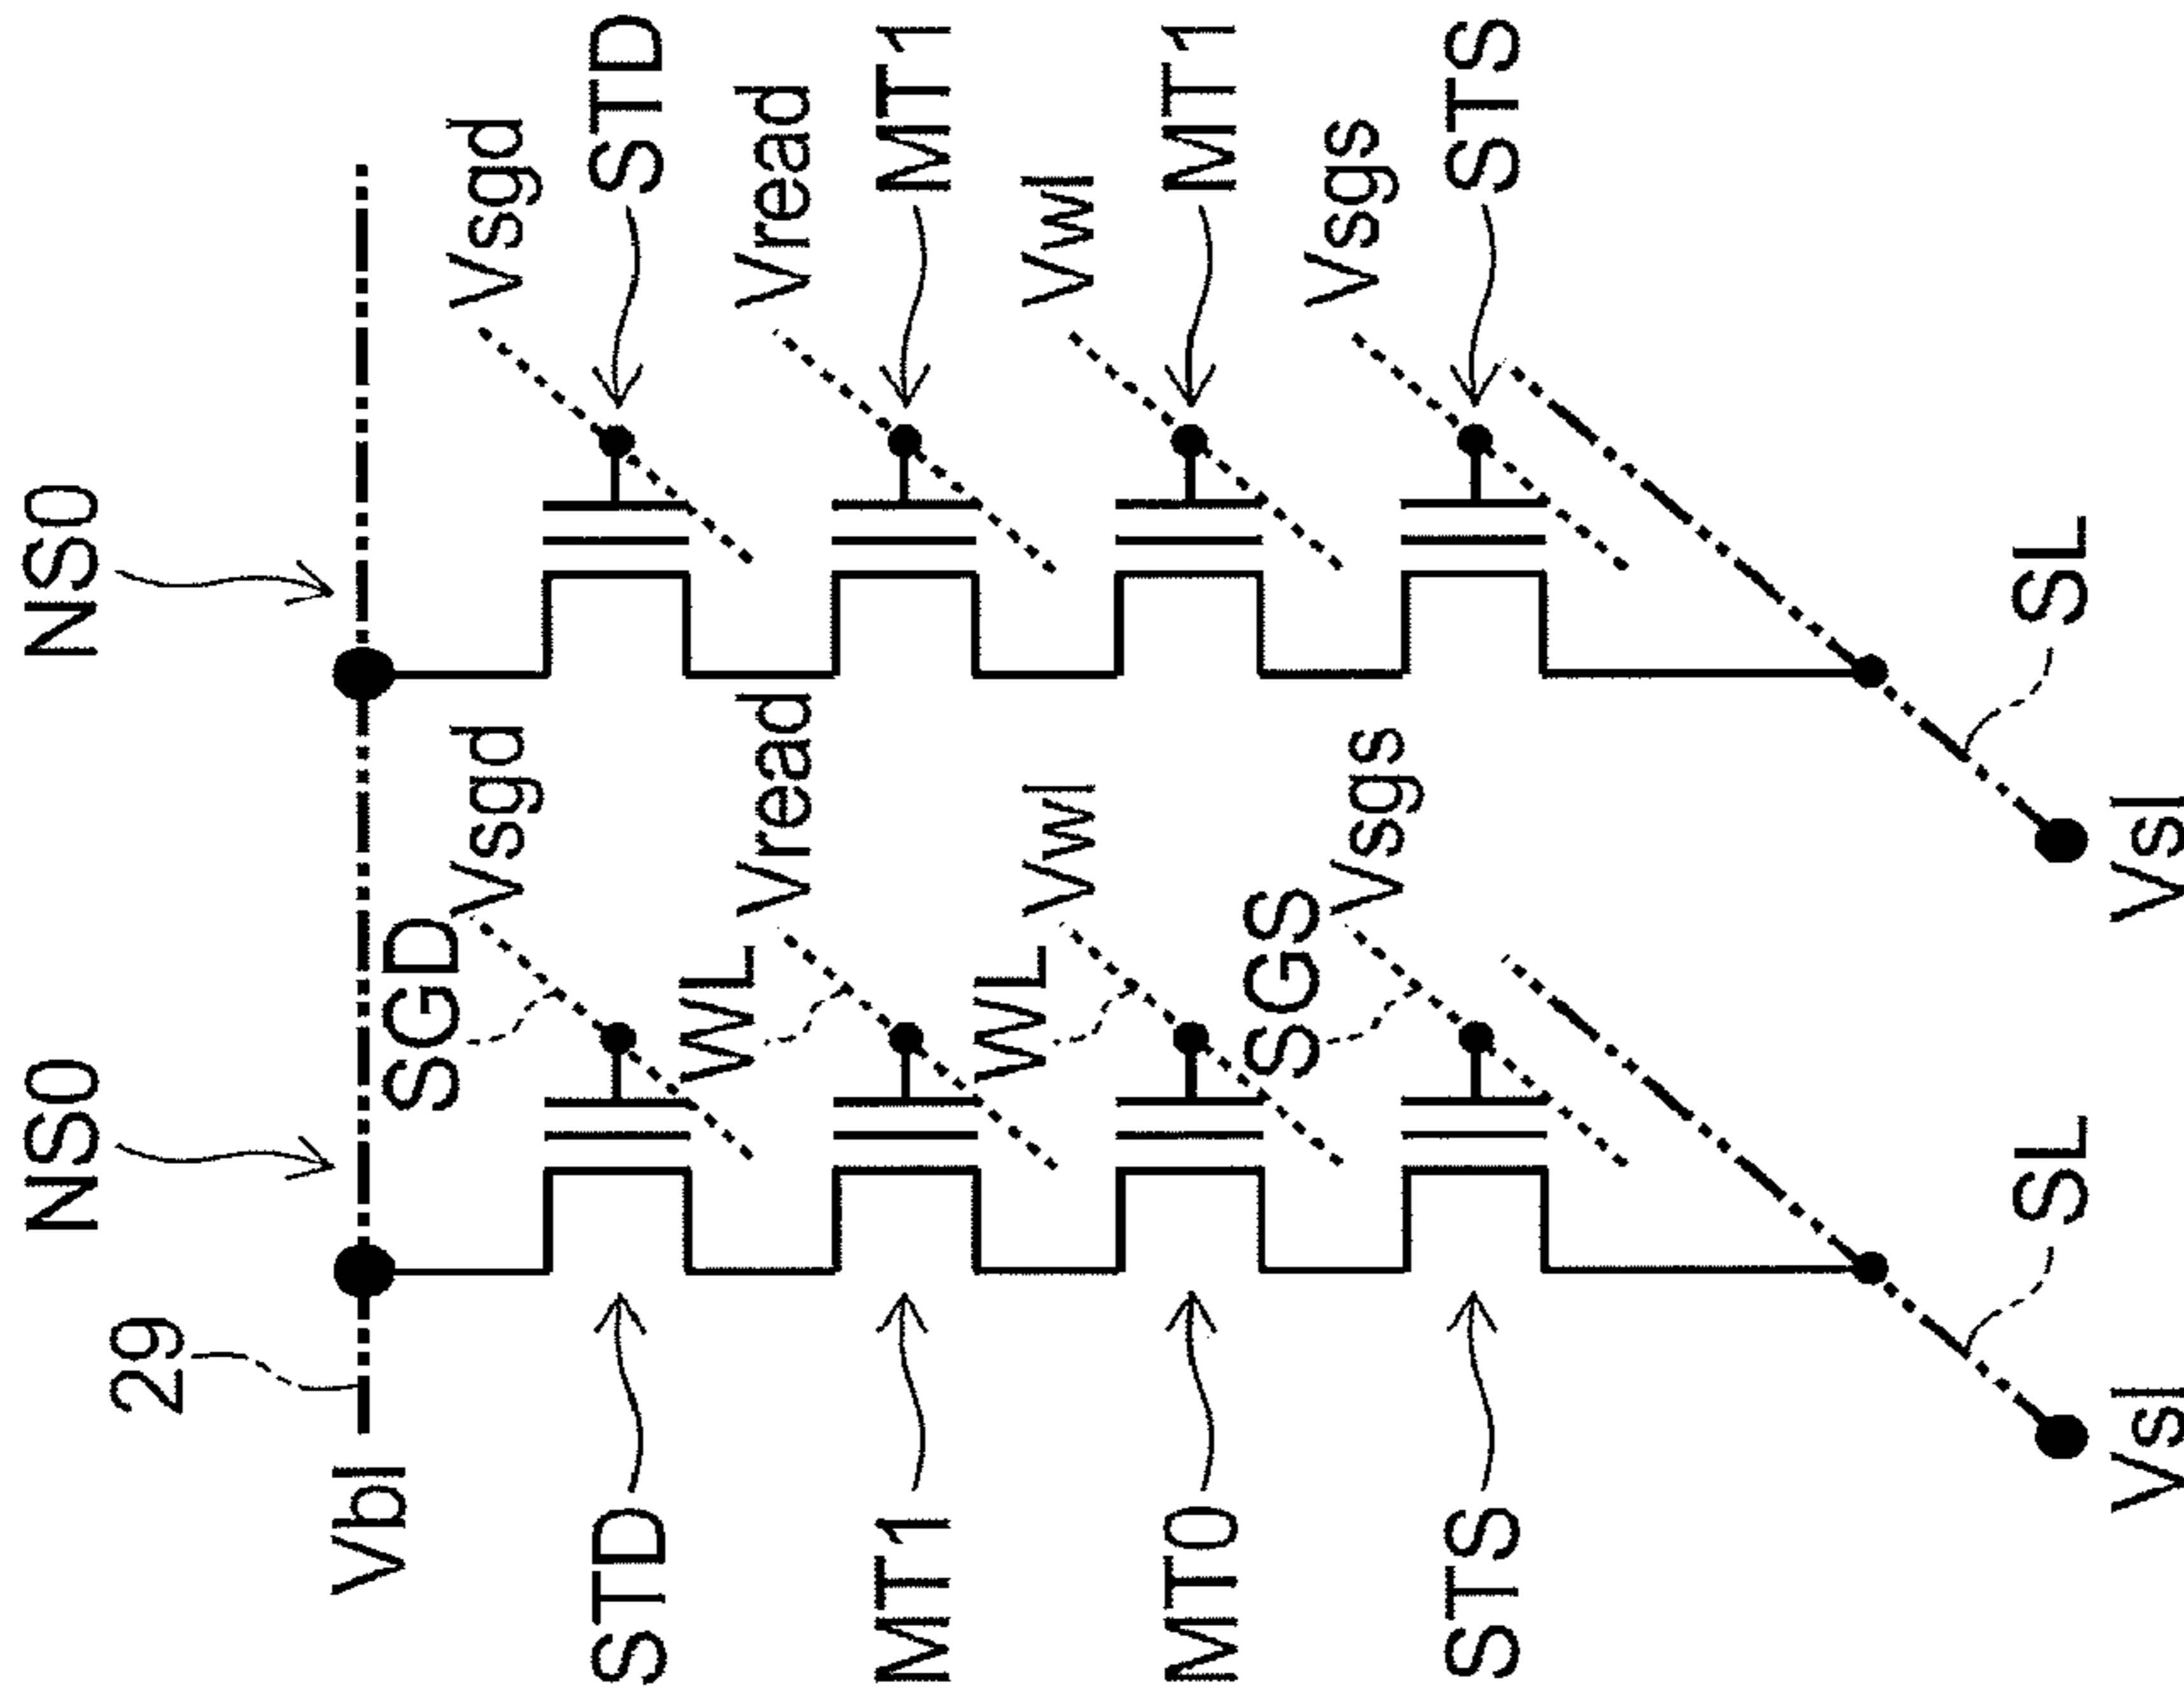 NS0
NS0
29
Vbl
SGD
Vsgd
Vsgd
STD
STD
WL
Vread
Vread
MT1
MT1
WL
Vwl
Vwl
MT0
MT1
SGS
Vsgs
Vsgs
STS
STS
SL
SL
Vsl
Vsl